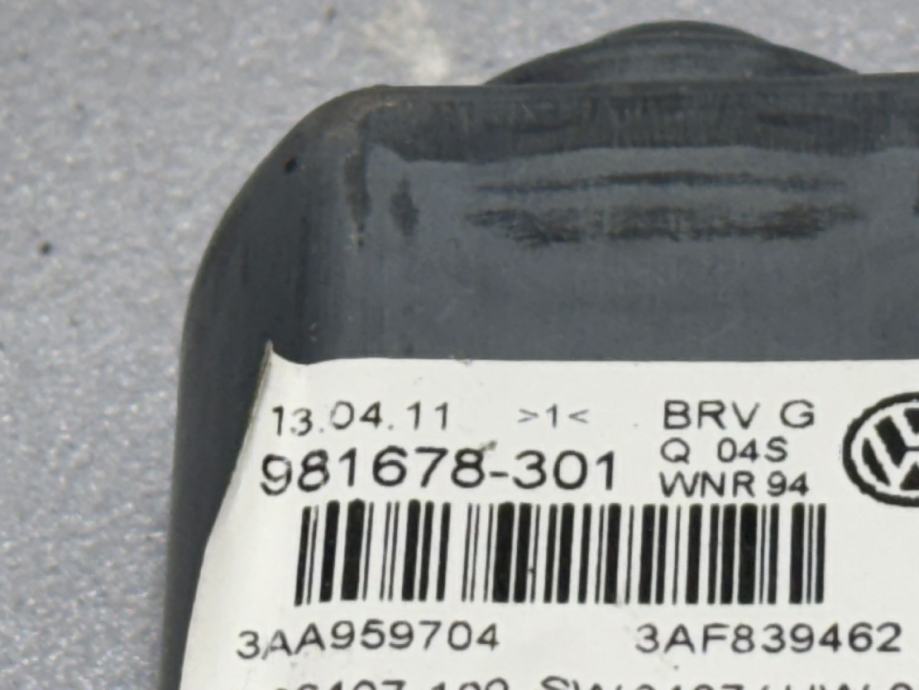 13.04.11 >1< BRV G
981678-301 Q 04S
WNR 94
3AA959704 3AF839462